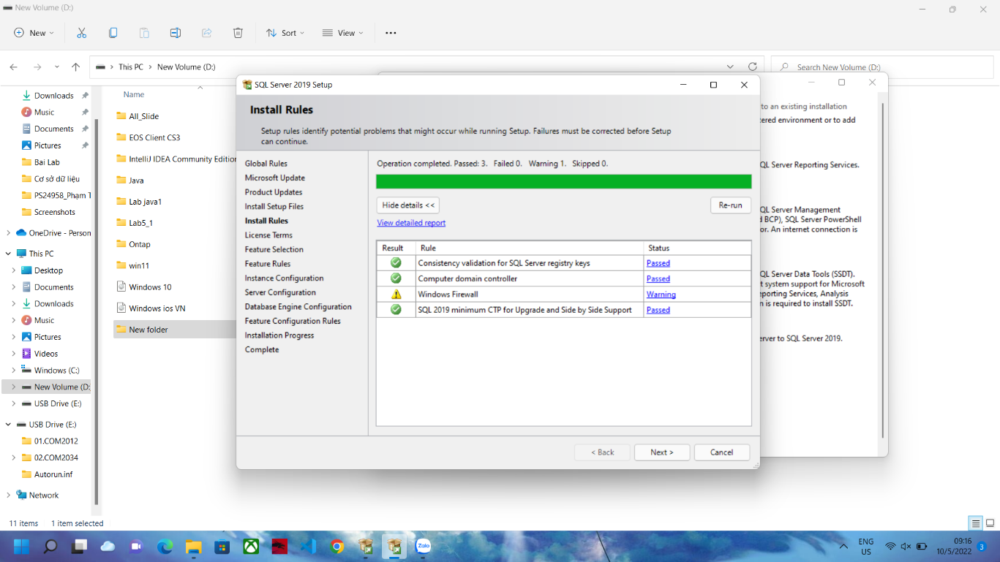 New Volume (D:)
New
Sort
View
This PC > New Volume (D:)
Search New Volume (D:)
Downloads
Music
Documents
Pictures
Bai Lab
Cơ sở dữ liệu
PS24958_Phạm T
Screenshots
OneDrive - Person
This PC
Desktop
Documents
Downloads
Music
Pictures
Videos
Windows (C:)
New Volume (D:
USB Drive (E:)
USB Drive (E:)
01.COM2012
02.COM2034
Autorun.inf
Network
Name
All_Slide
EOS Client CS3
IntelliJ IDEA Community Edition
Java
Lab java1
Lab5_1
Ontap
win11
Windows 10
Windows ios VN
New folder
SQL Server 2019 Setup
Install Rules
Setup rules identify potential problems that might occur while running Setup. Failures must be corrected before Setup
can continue.
Global Rules
Microsoft Update
Product Updates
Install Setup Files
Install Rules
License Terms
Feature Selection
Feature Rules
Instance Configuration
Server Configuration
Database Engine Configuration
Feature Configuration Rules
Installation Progress
Complete
Operation completed. Passed: 3. Failed 0. Warning 1. Skipped 0.
Hide details <<
Re-run
View detailed report
Result Rule Status
Consistency validation for SQL Server registry keys Passed
Computer domain controller Passed
Windows Firewall Warning
SQL 2019 minimum CTP for Upgrade and Side by Side Support Passed
< Back
Next >
Cancel
to an existing installation
tered environment or to add
QL Server Reporting Services.
QL Server Management
d BCP), SQL Server PowerShell
or. An internet connection is
QL Server Data Tools (SSDT).
t system support for Microsoft
eporting Services, Analysis
n is required to install SSDT.
erver to SQL Server 2019.
11 items
1 item selected
Zalo
ENG
US
09:16
10/5/2022
3